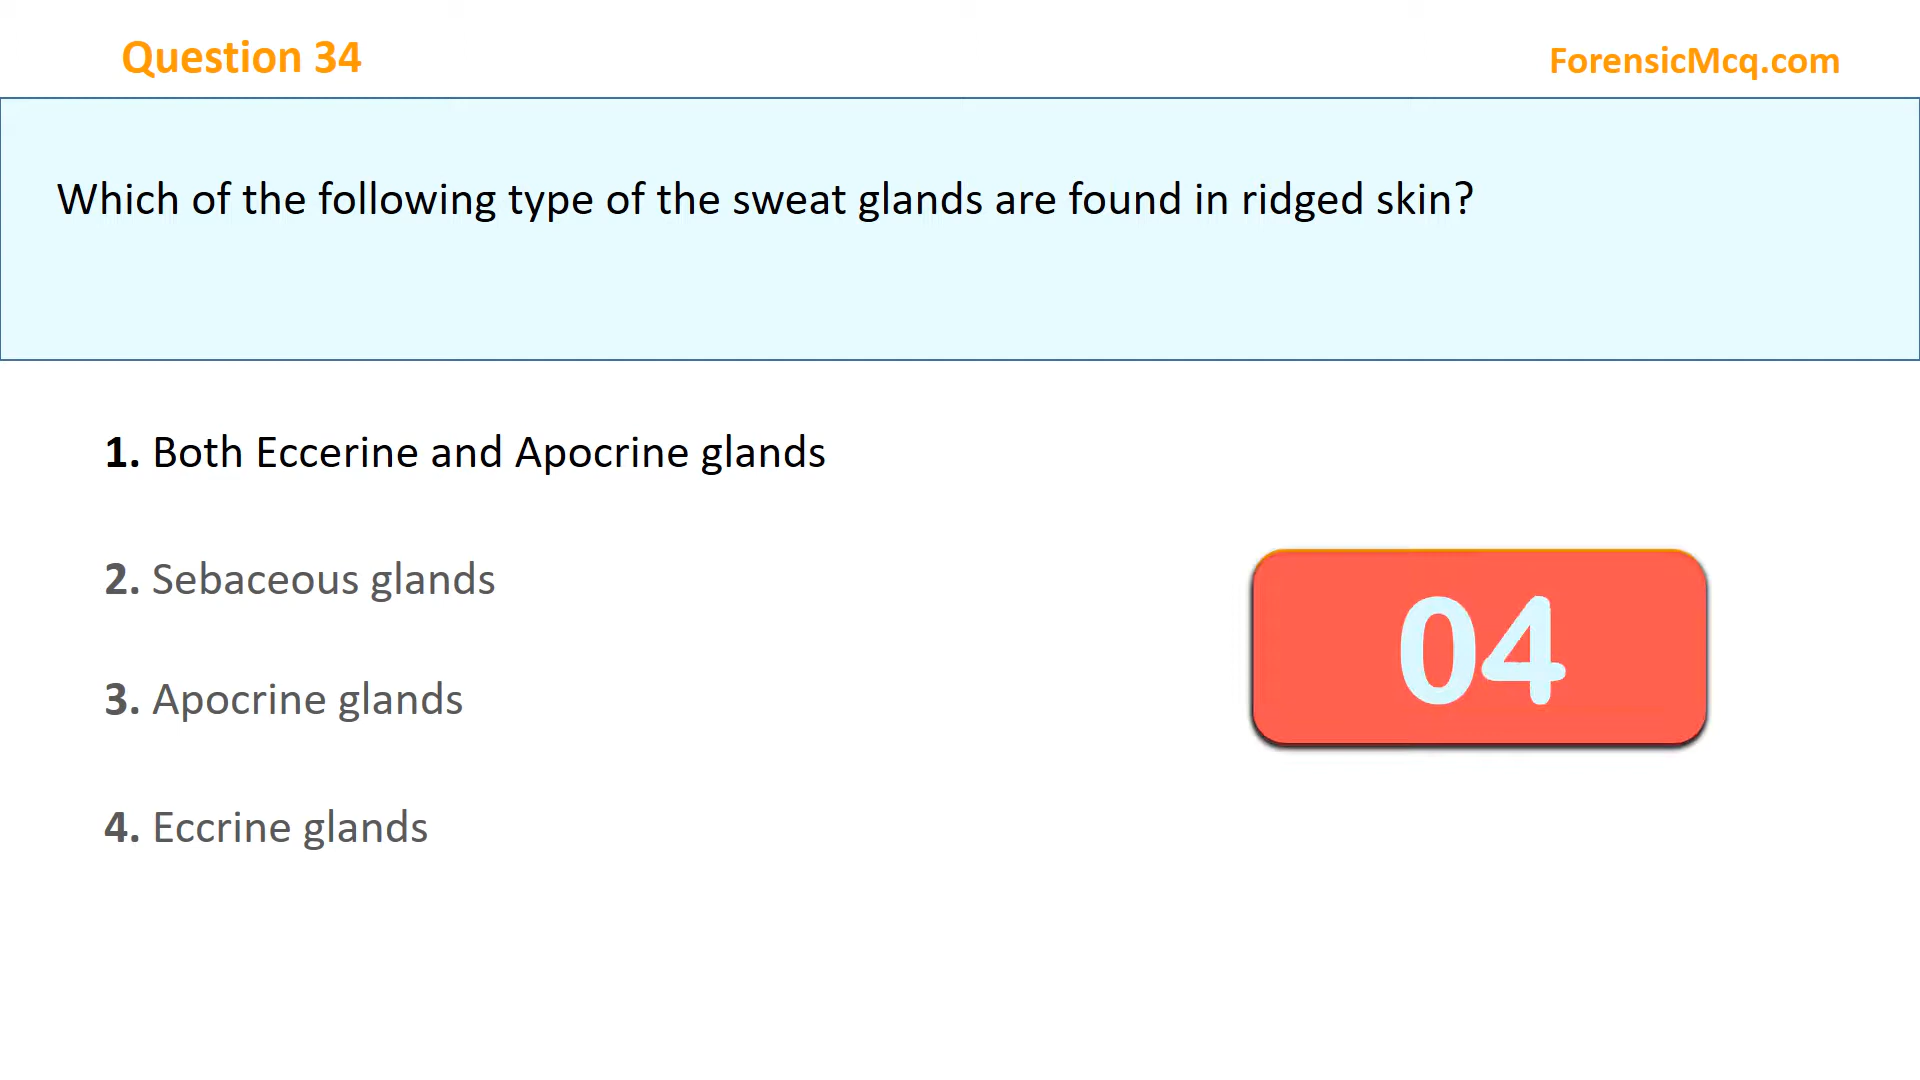 Question 34
ForensicMcq.com
Which of the following type of the sweat glands are found in ridged skin?
1. Both Eccerine and Apocrine glands
2. Sebaceous glands
3. Apocrine glands
4. Eccrine glands
04